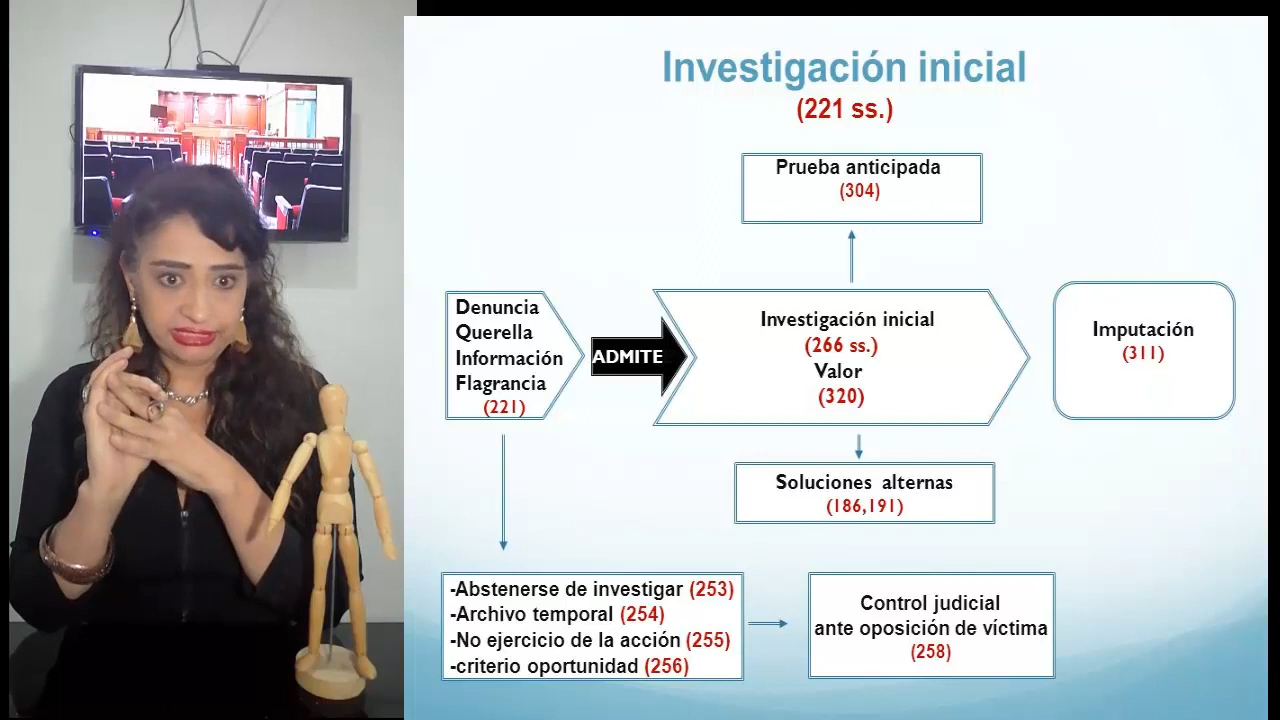 Investigación inicial
(221 ss.)
Prueba anticipada
(304)
Denuncia
Querella
Información
Flagrancia
(221)
ADMITE
Investigación inicial
(266 ss.)
Valor
(320)
Imputación
(311)
Soluciones alternas
(186,191)
-Abstenerse de investigar (253)
-Archivo temporal (254)
-No ejercicio de la acción (255)
-criterio oportunidad (256)
Control judicial
ante oposición de víctima
(258)